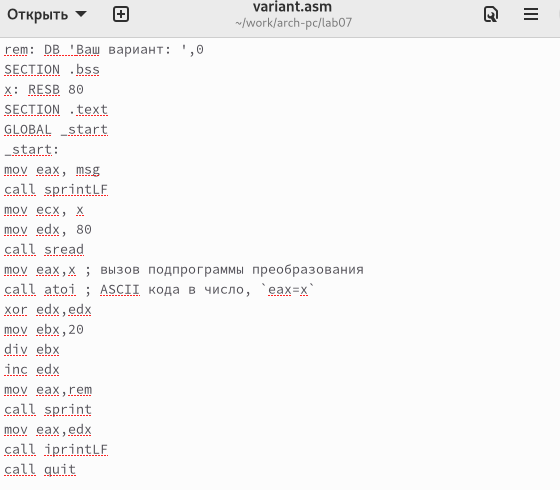 Открыть
variant.asm
~/work/arch-pc/lab07
rem: DB 'Ваш вариант: ',0
SECTION .bss
x: RESB 80
SECTION .text
GLOBAL _start
_start:
mov eax, msg
call sprintLF
mov ecx, x
mov edx, 80
call sread
mov eax,x ; вызов подпрограммы преобразования
call atoi ; ASCII кода в число, `eax=x`
xor edx,edx
mov ebx,20
div ebx
inc edx
mov eax,rem
call sprint
mov eax,edx
call iprintLF
call quit